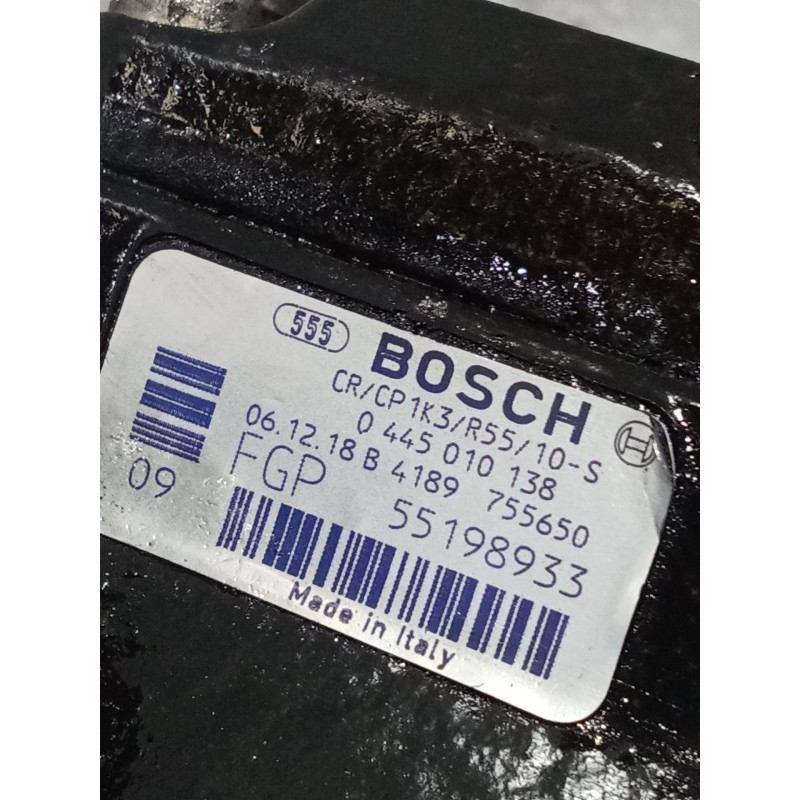 555 BOSCH
CR/CP1K3/R55/10-S
0 445 010 138
06.12.18 B 4189 755650
FGP 55198933
09
Made in Italy